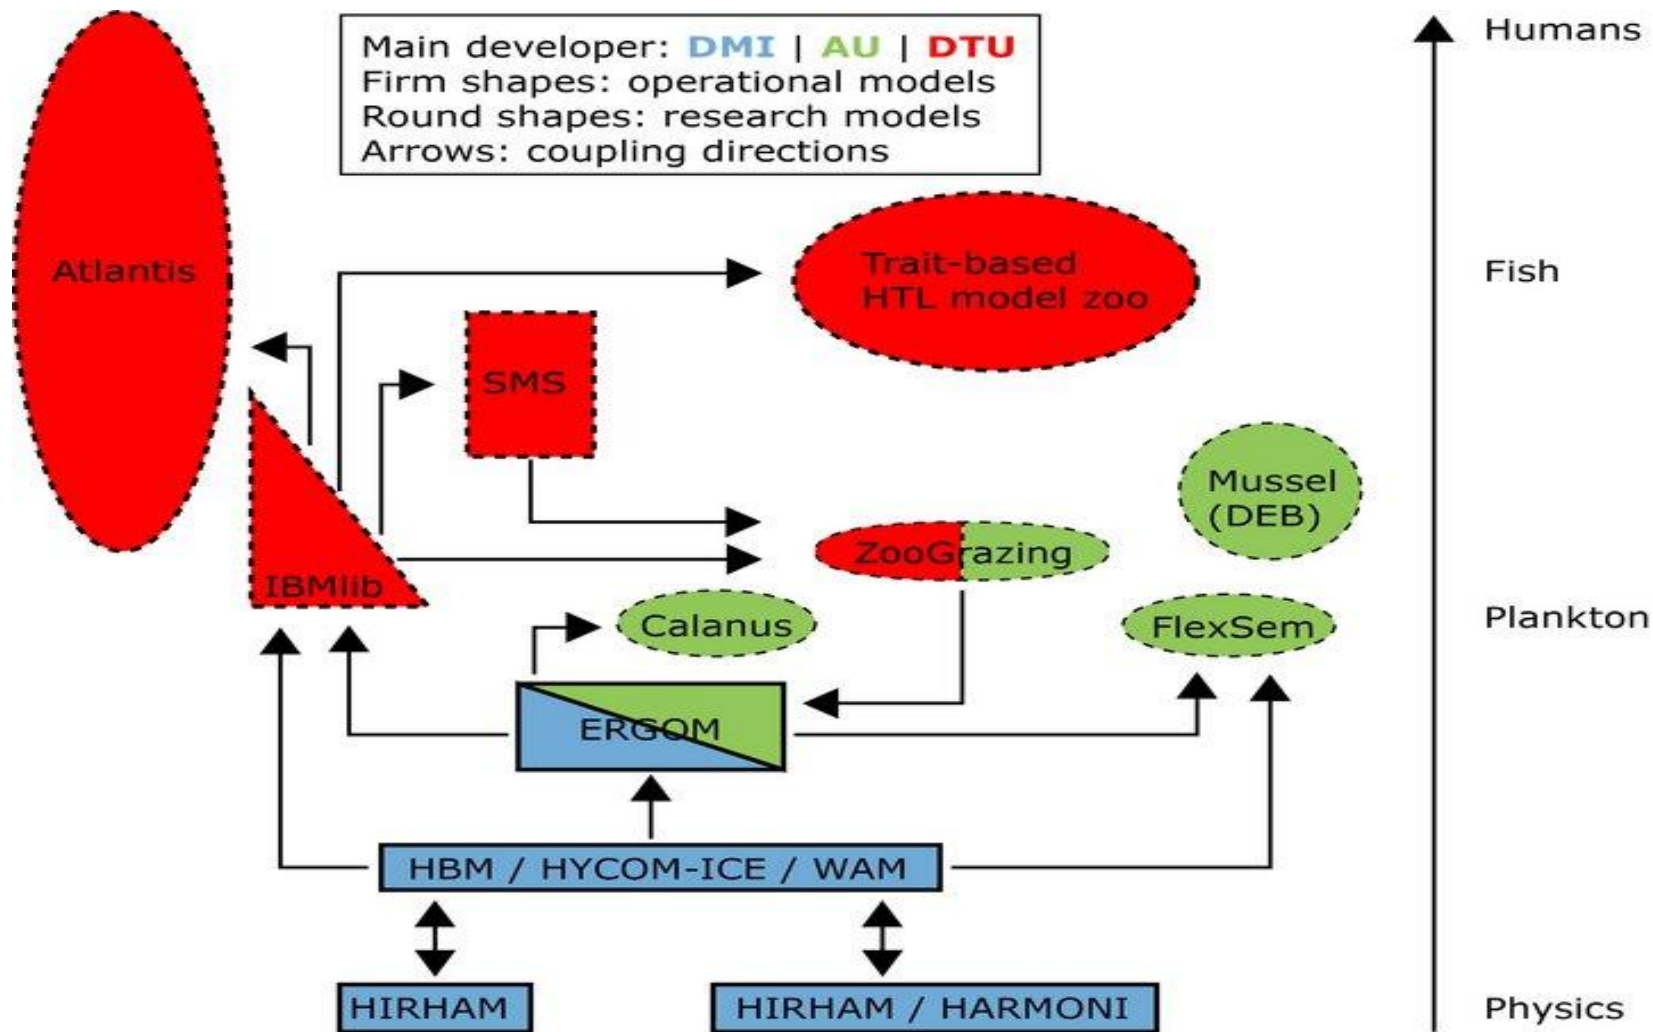 Main developer: DMI | AU | DTU
Firm shapes: operational models
Round shapes: research models
Arrows: coupling directions
Humans
Atlantis
Trait-based
HTL model zoo
Fish
SMS
Mussel
(DEB)
ZooGrazing
IBMlib
Calanus
FlexSem
Plankton
ERGOM
HBM / HYCOM-ICE / WAM
HIRHAM
HIRHAM / HARMONI
Physics